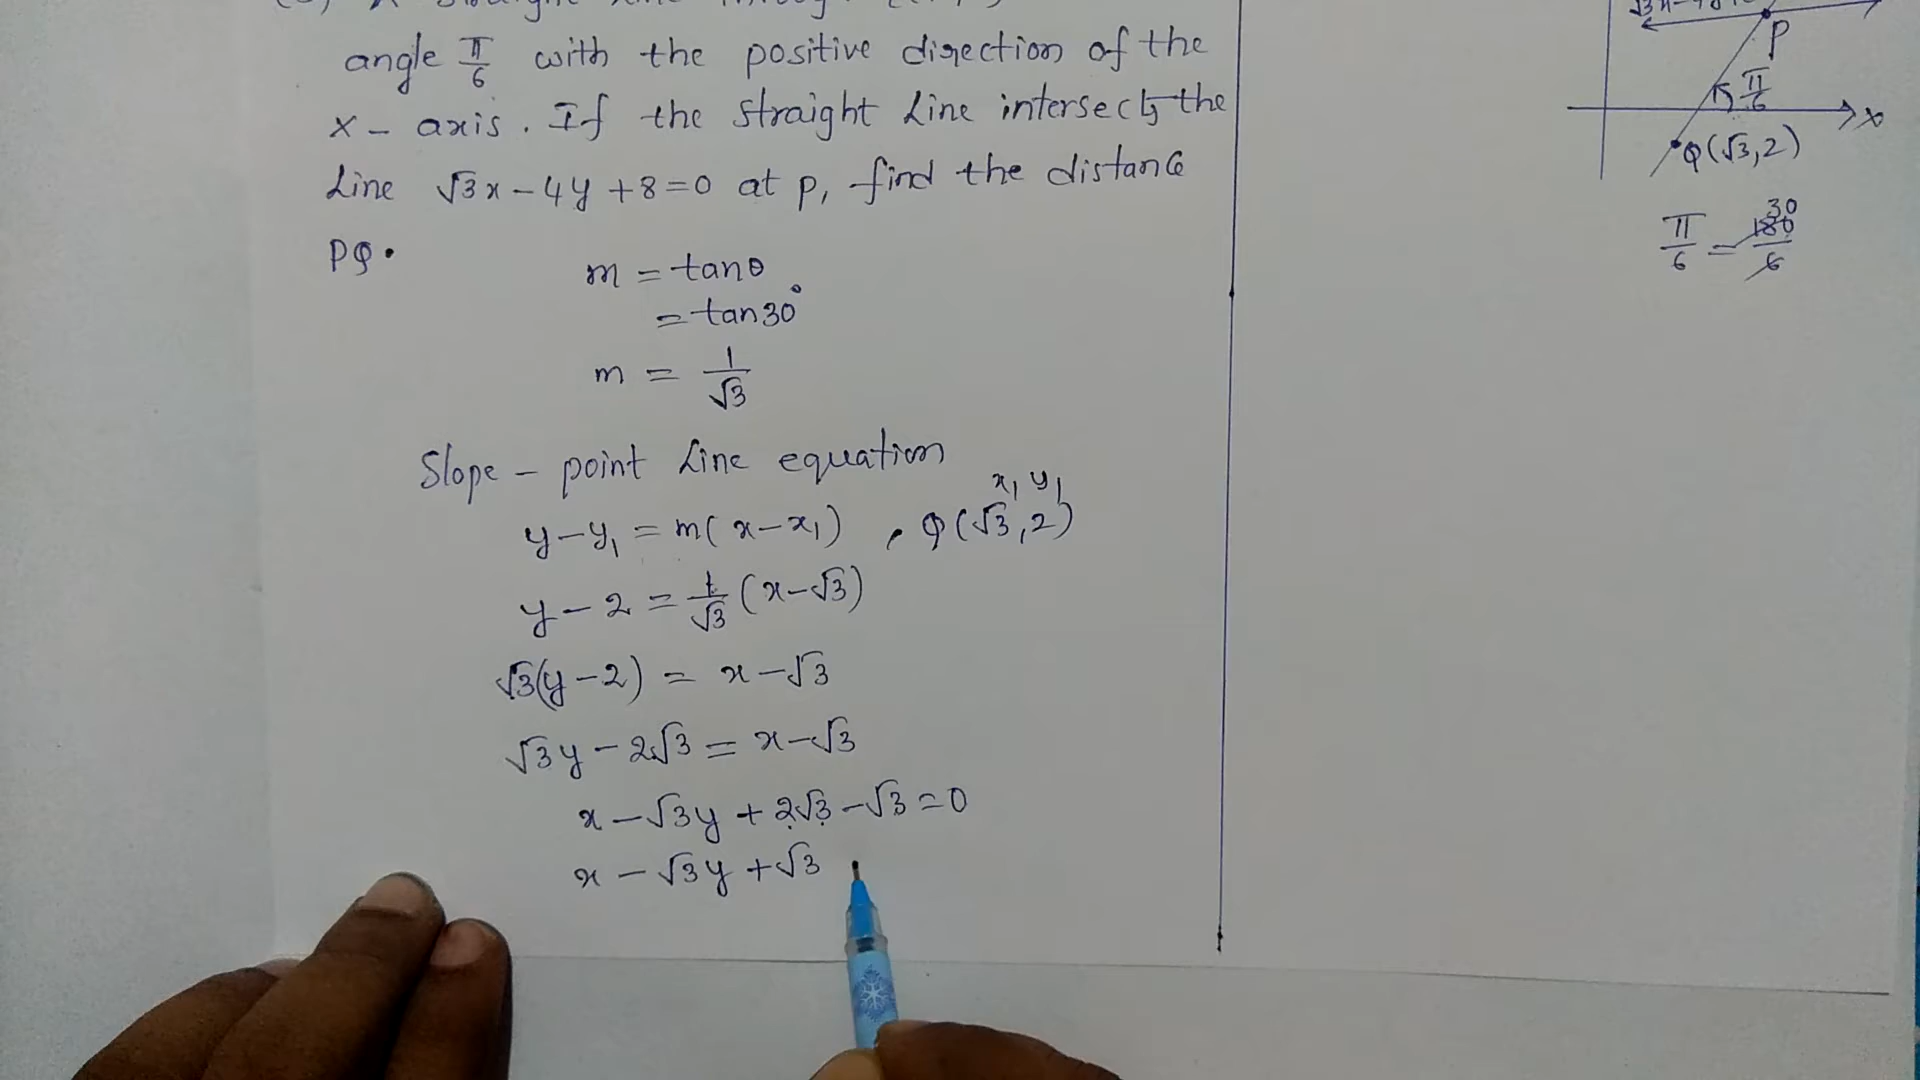 angle π/6 with the positive direction of the
x - axis. If the straight Line intersects the
Line √3x - 4y + 8 = 0 at p, find the distance
PQ.
m = tanθ
= tan30°
m = 1/√3
Slope - point Line equation
x₁ y₁
y - y₁ = m(x - x₁) , Q(√3, 2)
y - 2 = 1/√3 (x - √3)
√3(y - 2) = x - √3
√3y - 2√3 = x - √3
x - √3y + 2√3 - √3 = 0
x - √3y + √3
P
π/6
x
Q(√3, 2)
30
π/6 = 180/6